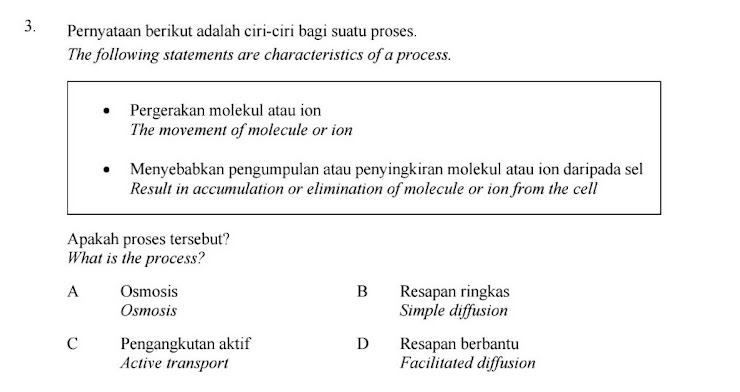 3. Pernyataan berikut adalah ciri-ciri bagi suatu proses.
The following statements are characteristics of a process.
• Pergerakan molekul atau ion
The movement of molecule or ion
• Menyebabkan pengumpulan atau penyingkiran molekul atau ion daripada sel
Result in accumulation or elimination of molecule or ion from the cell
Apakah proses tersebut?
What is the process?
A Osmosis B Resapan ringkas
Osmosis Simple diffusion
C Pengangkutan aktif D Resapan berbantu
Active transport Facilitated diffusion